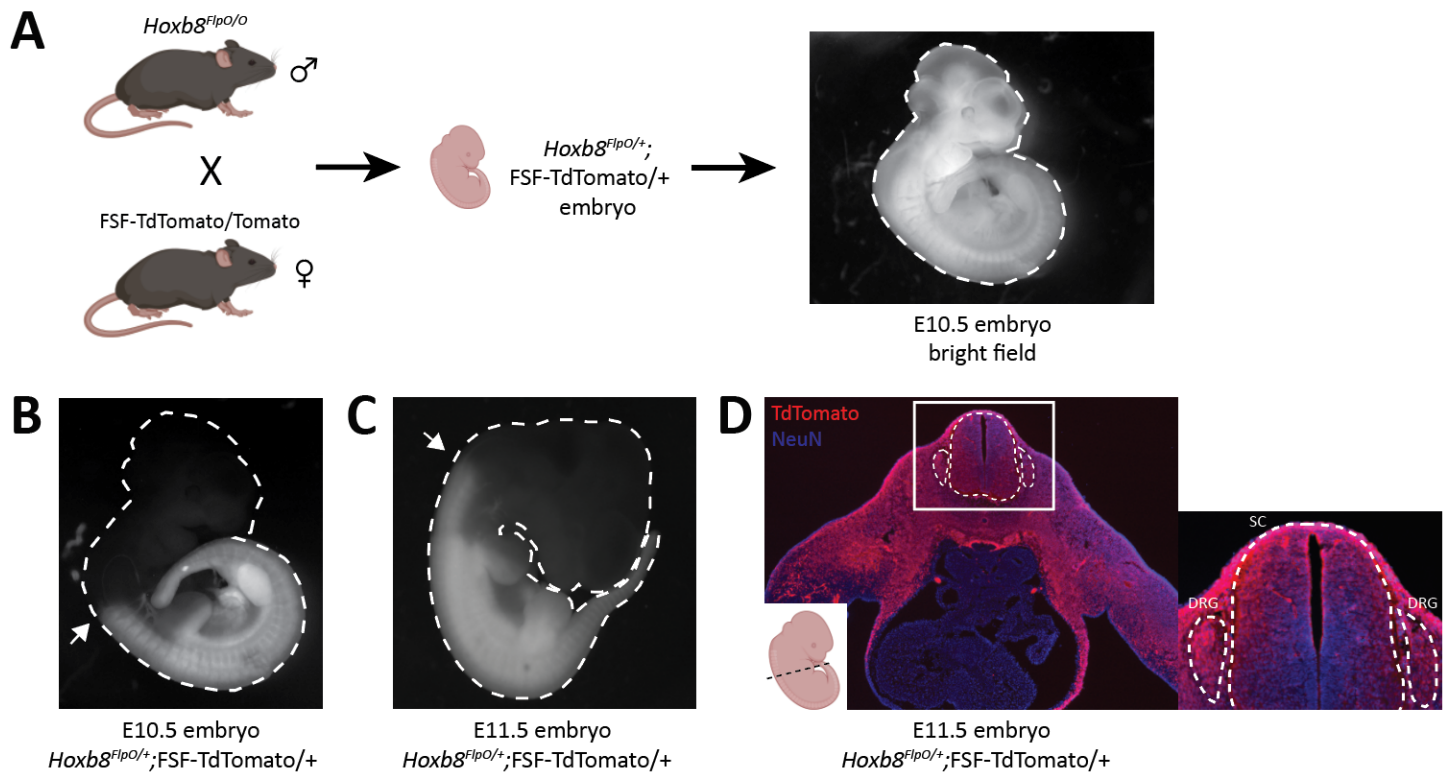 A
Hoxb8FlpO/O
♂
X
FSF-TdTomato/Tomato
♀
Hoxb8FlpO/+;
FSF-TdTomato/+
embryo
E10.5 embryo
bright field
B
E10.5 embryo
Hoxb8FlpO/+;FSF-TdTomato/+
C
E11.5 embryo
Hoxb8FlpO/+;FSF-TdTomato/+
D
TdTomato
NeuN
SC
DRG
DRG
E11.5 embryo
Hoxb8FlpO/+;FSF-TdTomato/+